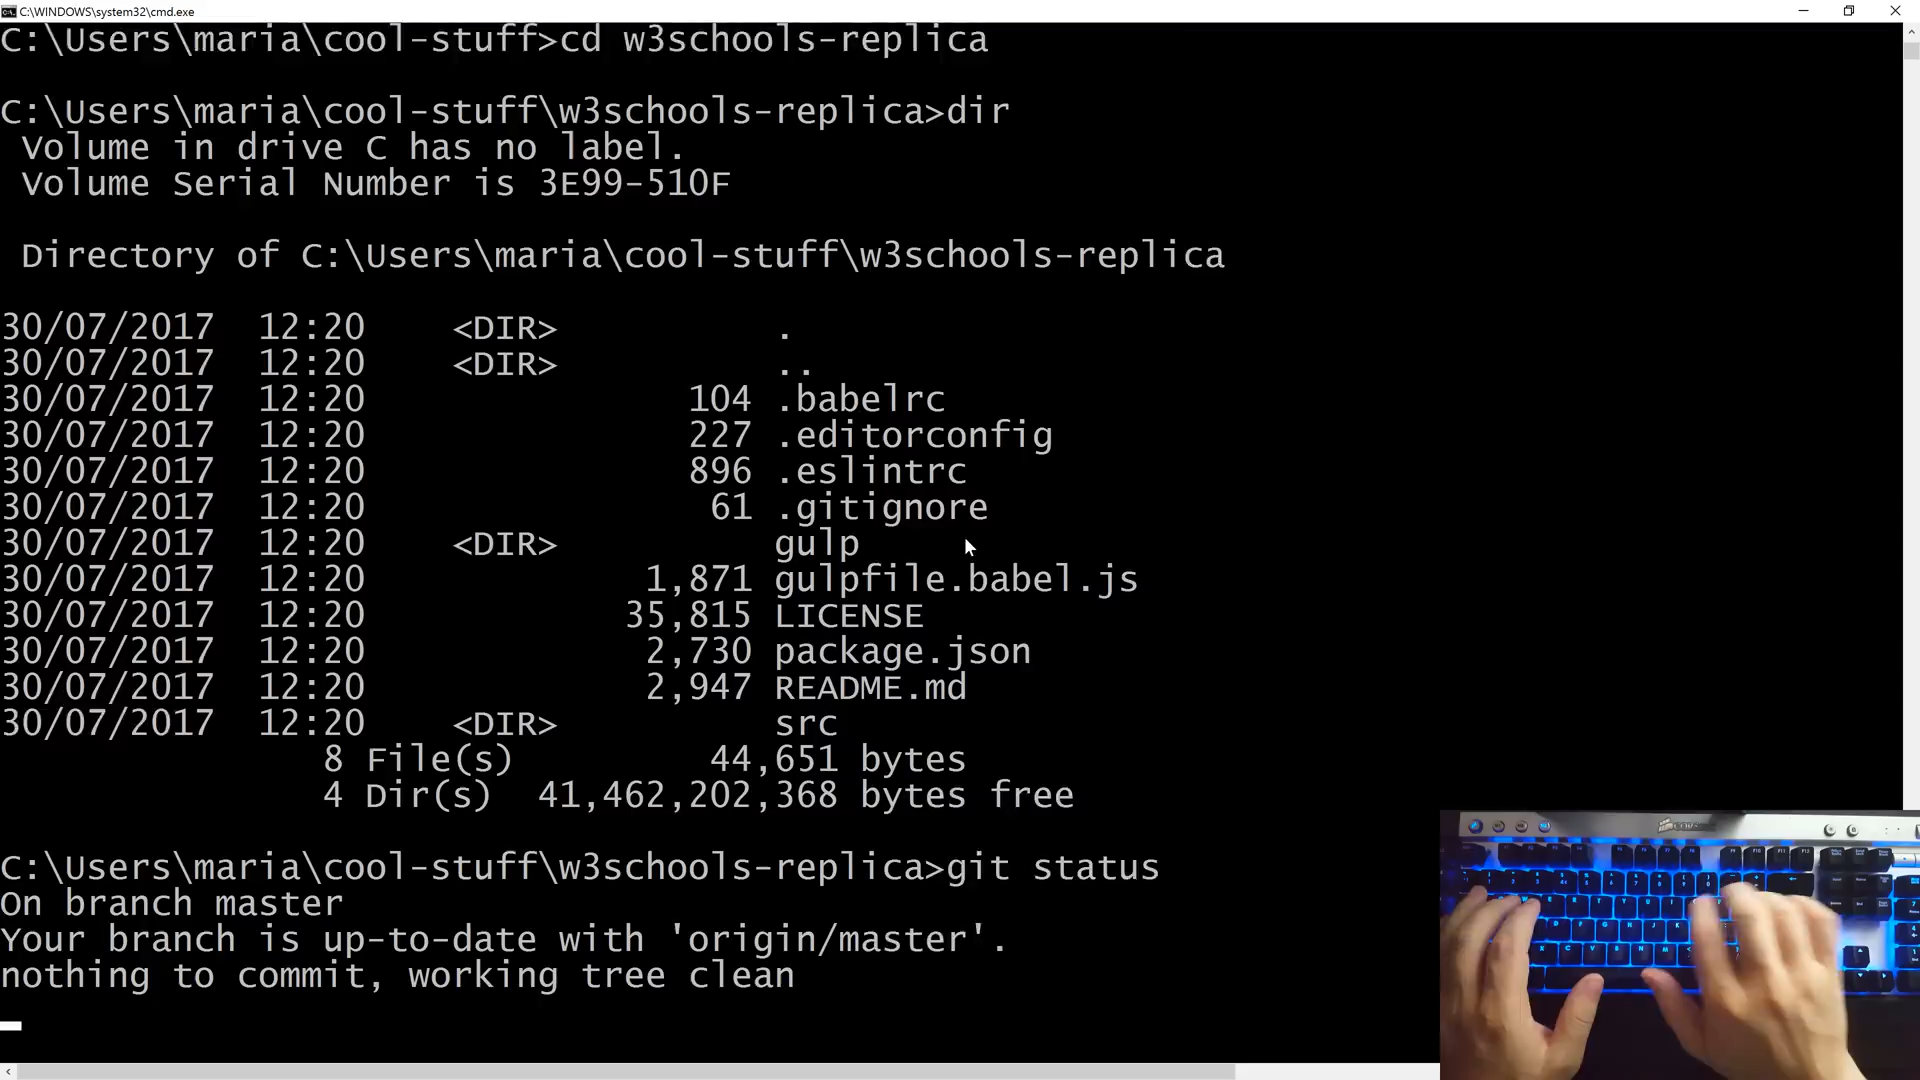 C:\WINDOWS\system32\cmd.exe
C:\Users\maria\cool-stuff>cd w3schools-replica
C:\Users\maria\cool-stuff\w3schools-replica>dir
Volume in drive C has no label.
Volume Serial Number is 3E99-510F
Directory of C:\Users\maria\cool-stuff\w3schools-replica
30/07/2017 12:20 <DIR> .
30/07/2017 12:20 <DIR> ..
30/07/2017 12:20 104 .babelrc
30/07/2017 12:20 227 .editorconfig
30/07/2017 12:20 896 .eslintrc
30/07/2017 12:20 61 .gitignore
30/07/2017 12:20 <DIR> gulp
30/07/2017 12:20 1,871 gulpfile.babel.js
30/07/2017 12:20 35,815 LICENSE
30/07/2017 12:20 2,730 package.json
30/07/2017 12:20 2,947 README.md
30/07/2017 12:20 <DIR> src
8 File(s) 44,651 bytes
4 Dir(s) 41,462,202,368 bytes free
C:\Users\maria\cool-stuff\w3schools-replica>git status
On branch master
Your branch is up-to-date with 'origin/master'.
nothing to commit, working tree clean